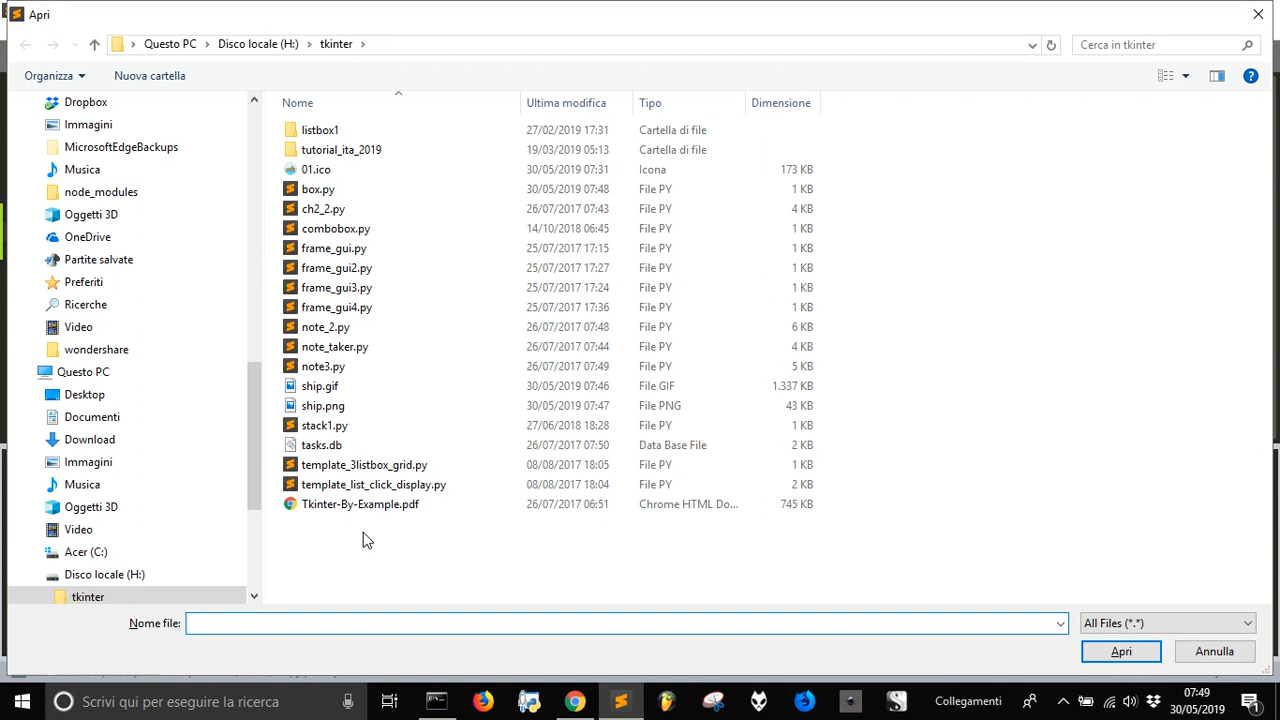 Apri
Questo PC Disco locale (H:) tkinter
Cerca in tkinter
Organizza Nuova cartella
Dropbox
Immagini
MicrosoftEdgeBackups
Musica
node_modules
Oggetti 3D
OneDrive
Partite salvate
Preferiti
Ricerche
Video
wondershare
Questo PC
Desktop
Documenti
Download
Immagini
Musica
Oggetti 3D
Video
Acer (C:)
Disco locale (H:)
tkinter
Nome Ultima modifica Tipo Dimensione
listbox1 27/02/2019 17:31 Cartella di file
tutorial_ita_2019 19/03/2019 05:13 Cartella di file
01.ico 30/05/2019 07:31 Icona 173 KB
box.py 30/05/2019 07:48 File PY 1 KB
ch2_2.py 26/07/2017 07:43 File PY 4 KB
combobox.py 14/10/2018 06:45 File PY 1 KB
frame_gui.py 25/07/2017 17:15 File PY 1 KB
frame_gui2.py 25/07/2017 17:27 File PY 1 KB
frame_gui3.py 25/07/2017 17:24 File PY 1 KB
frame_gui4.py 25/07/2017 17:36 File PY 1 KB
note_2.py 26/07/2017 07:48 File PY 6 KB
note_taker.py 26/07/2017 07:44 File PY 4 KB
note3.py 26/07/2017 07:49 File PY 5 KB
ship.gif 30/05/2019 07:46 File GIF 1.337 KB
ship.png 30/05/2019 07:47 File PNG 43 KB
stack1.py 27/06/2018 18:28 File PY 1 KB
tasks.db 26/07/2017 07:50 Data Base File 2 KB
template_3listbox_grid.py 08/08/2017 18:05 File PY 1 KB
template_list_click_display.py 08/08/2017 18:04 File PY 2 KB
Tkinter-By-Example.pdf 26/07/2017 06:51 Chrome HTML Do... 745 KB
Nome file: All Files (*.*)
Apri Annulla
Scrivi qui per eseguire la ricerca
Collegamenti
07:49
30/05/2019
1